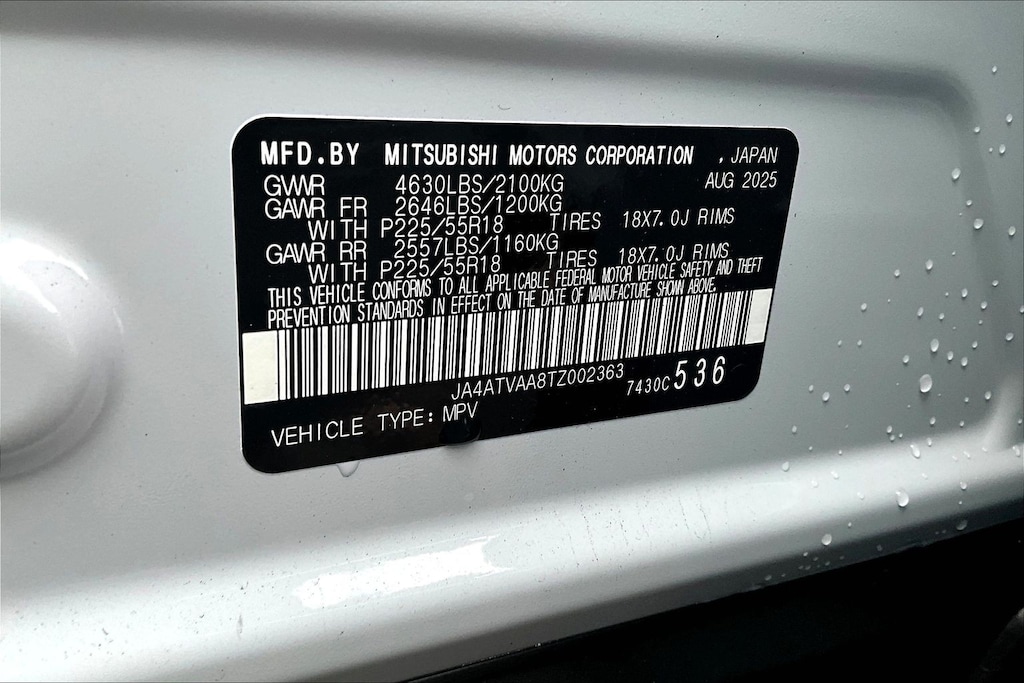 MFD.BY MITSUBISHI MOTORS CORPORATION , JAPAN
AUG 2025
GVWR 4630LBS/2100KG
GAWR FR 2646LBS/1200KG
WITH P225/55R18 TIRES 18X7.0J RIMS
GAWR RR 2557LBS/1160KG
WITH P225/55R18 TIRES 18X7.0J RIMS
THIS VEHICLE CONFORMS TO ALL APPLICABLE FEDERAL MOTOR VEHICLE SAFETY AND THEFT
PREVENTION STANDARDS IN EFFECT ON THE DATE OF MANUFACTURE SHOWN ABOVE.
JA4ATVAA8TZ002363 7430C 536
VEHICLE TYPE: MPV